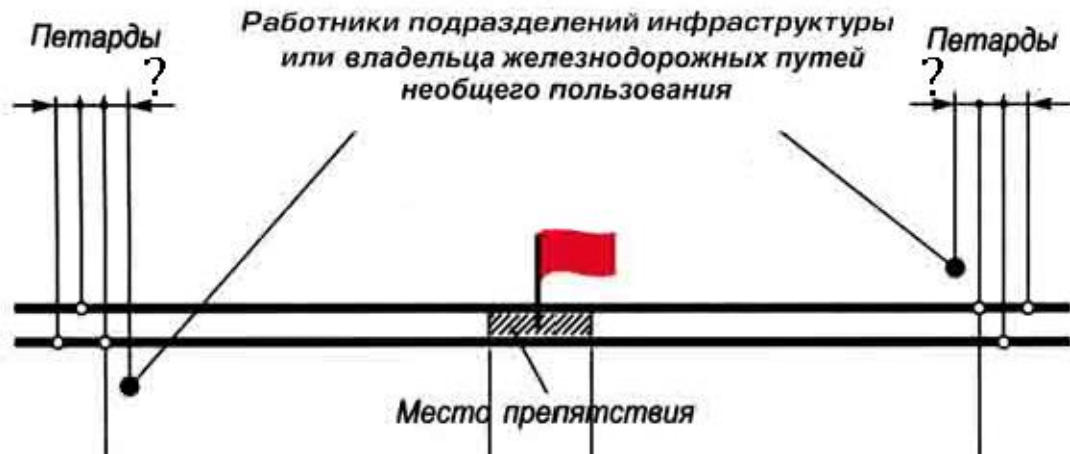 Петарды
?
Работники подразделений инфраструктуры
или владельца железнодорожных путей
необщего пользования
Петарды
?
Место препятствия